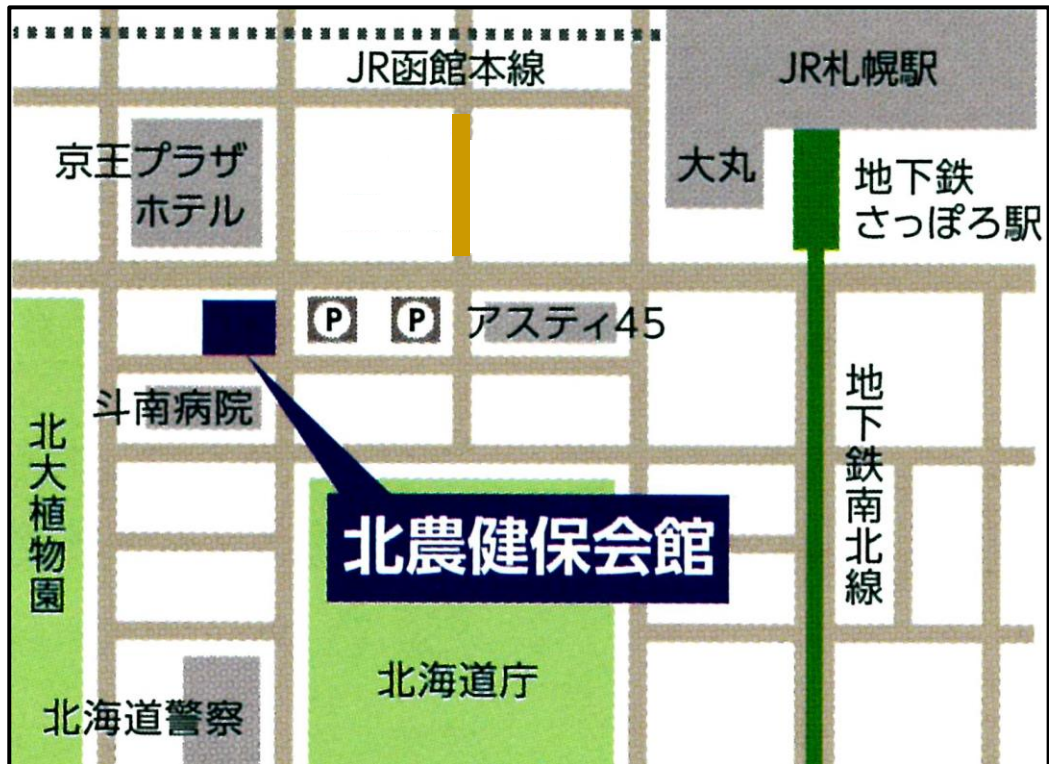 JR函館本線
JR札幌駅
京王プラザ
ホテル
大丸
地下鉄
さっぽろ駅
P
P
アスティ45
斗南病院
北大植物園
地下鉄南北線
北農健保会館
北海道庁
北海道警察